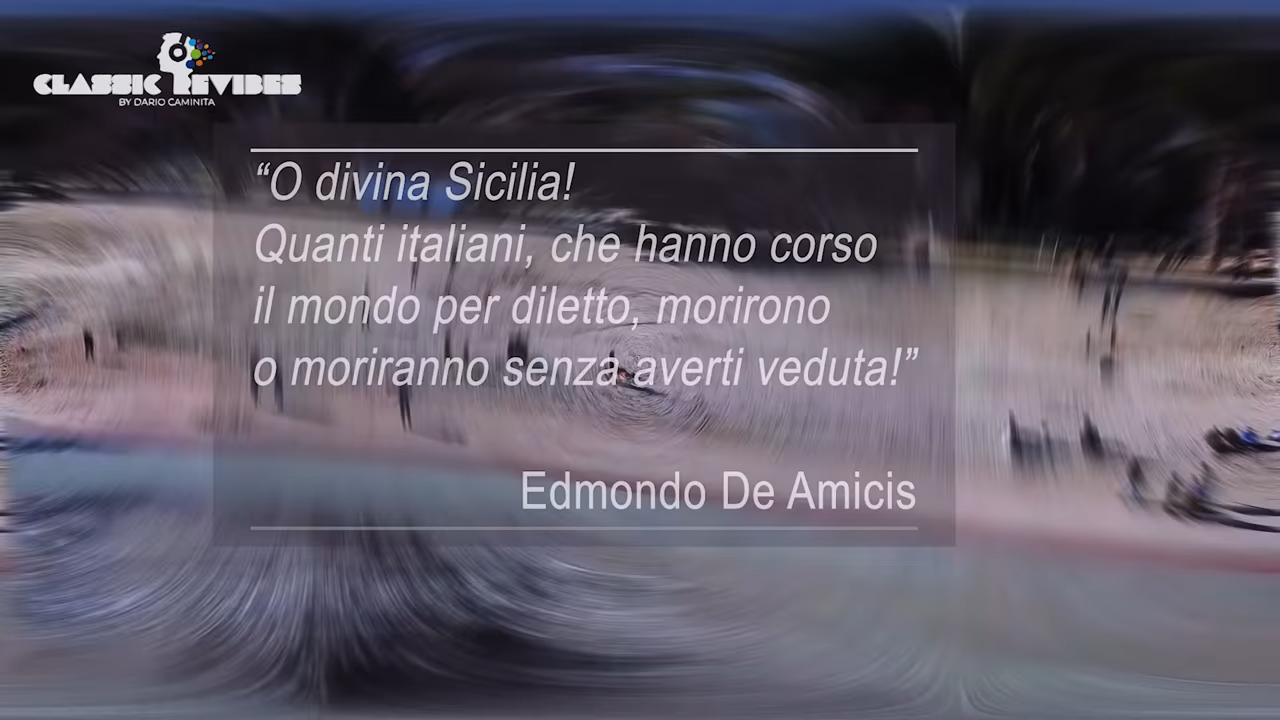 CLASSIC REVIBES
BY DARIO CAMINITA
“O divina Sicilia!
Quanti italiani, che hanno corso
il mondo per diletto, morirono
o moriranno senza averti veduta!”
Edmondo De Amicis